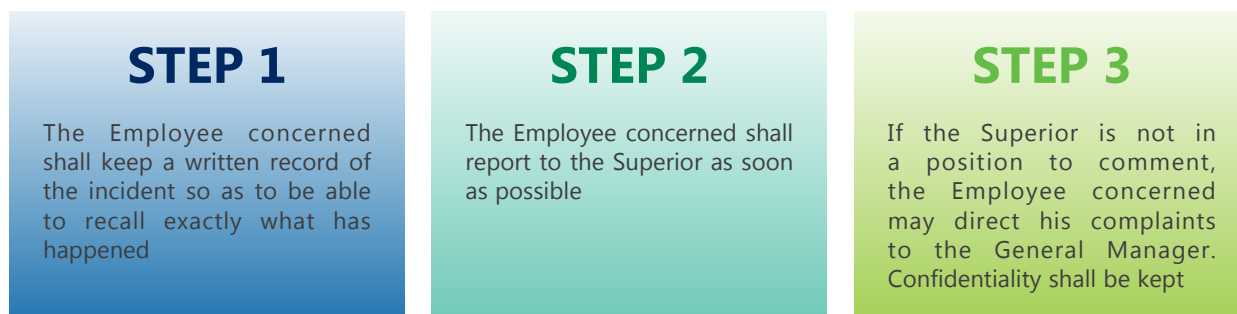 STEP 1
The Employee concerned
shall keep a written record of
the incident so as to be able
to recall exactly what has
happened
STEP 2
The Employee concerned shall
report to the Superior as soon
as possible
STEP 3
If the Superior is not in
a position to comment,
the Employee concerned
may direct his complaints
to the General Manager.
Confidentiality shall be kept